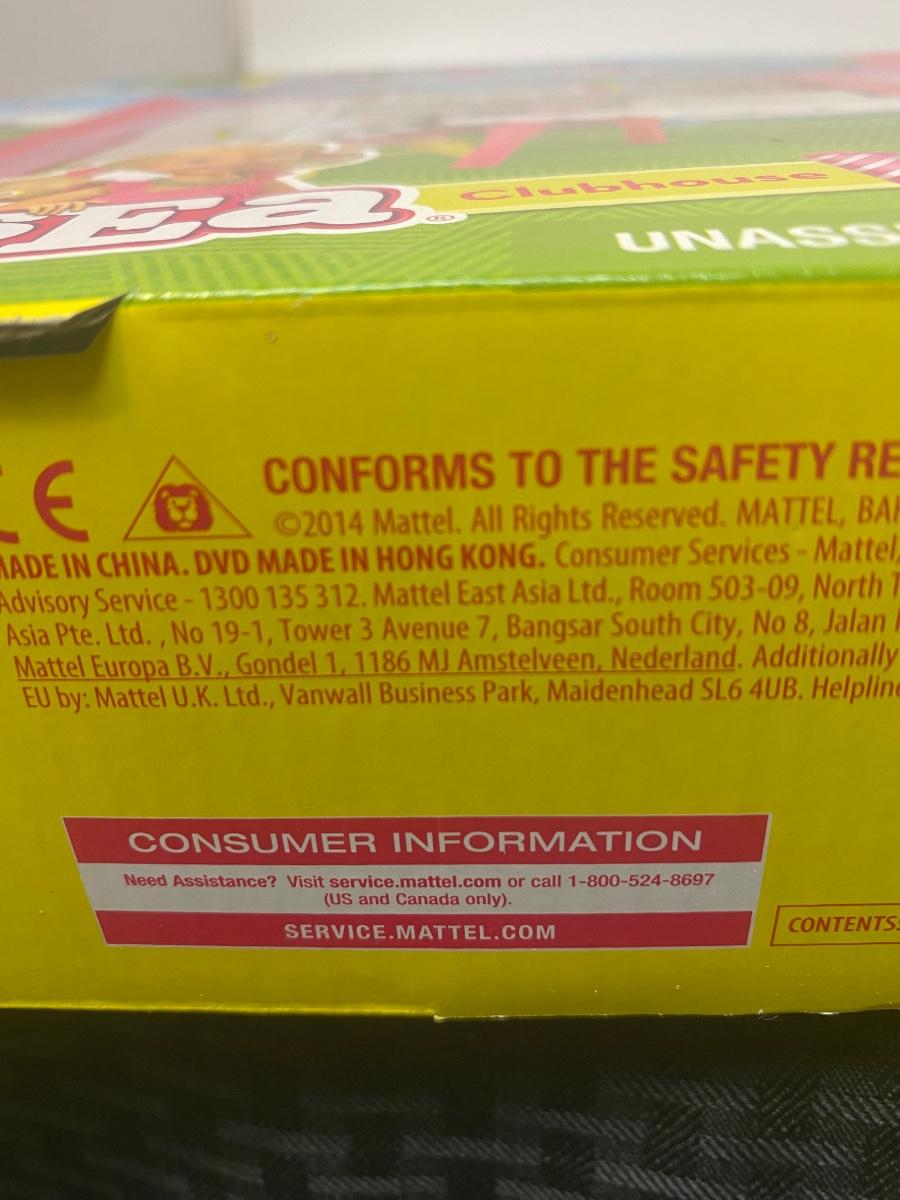 Ea®
Clubhouse
UNASS
CE
CONFORMS TO THE SAFETY RE
©2014 Mattel. All Rights Reserved. MATTEL, BA
MADE IN CHINA. DVD MADE IN HONG KONG. Consumer Services - Mattel,
Advisory Service - 1300 135 312. Mattel East Asia Ltd., Room 503-09, North T
Asia Pte. Ltd. , No 19-1, Tower 3 Avenue 7, Bangsar South City, No 8, Jalan
Mattel Europa B.V., Gondel 1, 1186 MJ Amstelveen, Nederland. Additionally
EU by: Mattel U.K. Ltd., Vanwall Business Park, Maidenhead SL6 4UB. Helpline
CONSUMER INFORMATION
Need Assistance? Visit service.mattel.com or call 1-800-524-8697
(US and Canada only).
SERVICE.MATTEL.COM
CONTENTS: